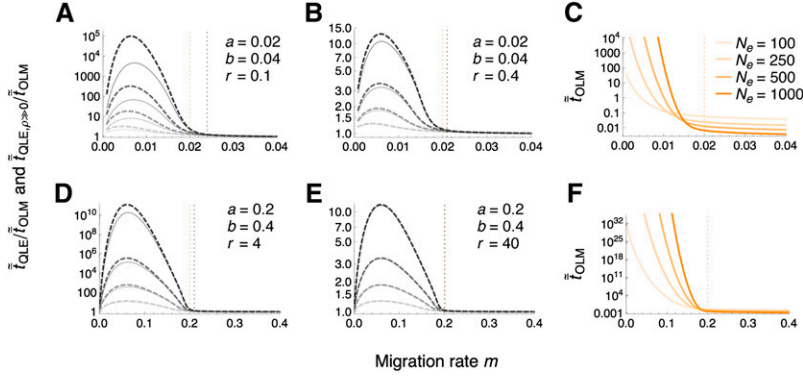 A
10^5
10^4
1000
100
10
1
0.0
0.01
0.02
0.03
0.04
a = 0.02
b = 0.04
r = 0.1
B
15.0
10.0
7.0
5.0
3.0
2.0
1.5
1.0
0.0
0.01
0.02
0.03
0.04
a = 0.02
b = 0.04
r = 0.4
C
10^4
1000
100
10
1
0.1
0.01
0.0
0.01
0.02
0.03
0.04
N_e = 100
N_e = 250
N_e = 500
N_e = 1000
t̃_OLM
t̃_QLE/t̃_OLM and t̃_QLE,ρ≫0/t̃_OLM
D
10^10
10^8
10^6
10^4
100
1
0.0
0.1
0.2
0.3
0.4
a = 0.2
b = 0.4
r = 4
E
10.0
7.0
5.0
3.0
2.0
1.5
1.0
0.0
0.1
0.2
0.3
0.4
a = 0.2
b = 0.4
r = 40
F
10^32
10^25
10^18
10^11
10^4
0.001
0.0
0.1
0.2
0.3
0.4
t̃_OLM
Migration rate m